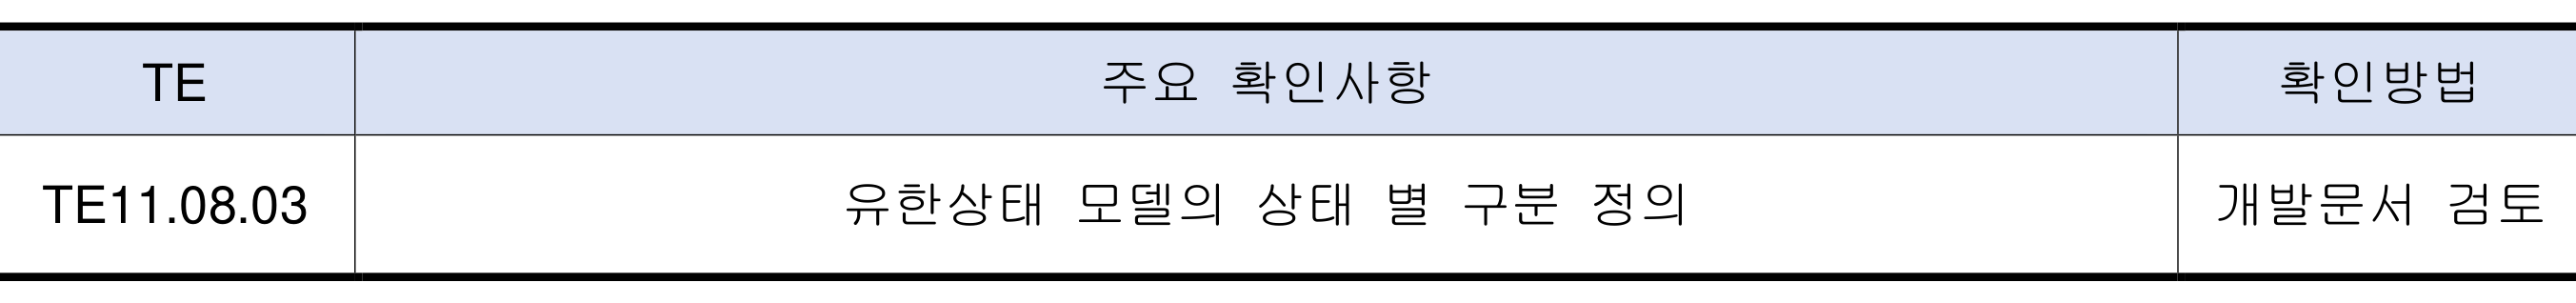 TE 주요 확인사항 확인방법
TE11.08.03 유한상태 모델의 상태 별 구분 정의 개발문서 검토